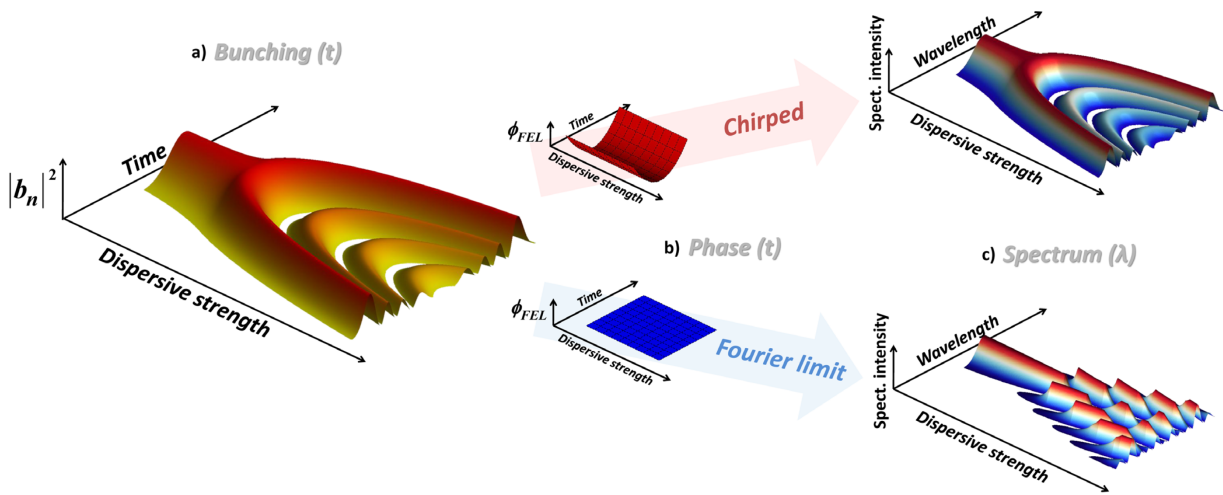 a) Bunching (t)
|b_n|^2
Time
Dispersive strength
ϕ_FEL
Time
Dispersive strength
Chirped
Spect. intensity
Wavelength
Dispersive strength
b) Phase (t)
ϕ_FEL
Time
Dispersive strength
Fourier limit
c) Spectrum (λ)
Spect. intensity
Wavelength
Dispersive strength